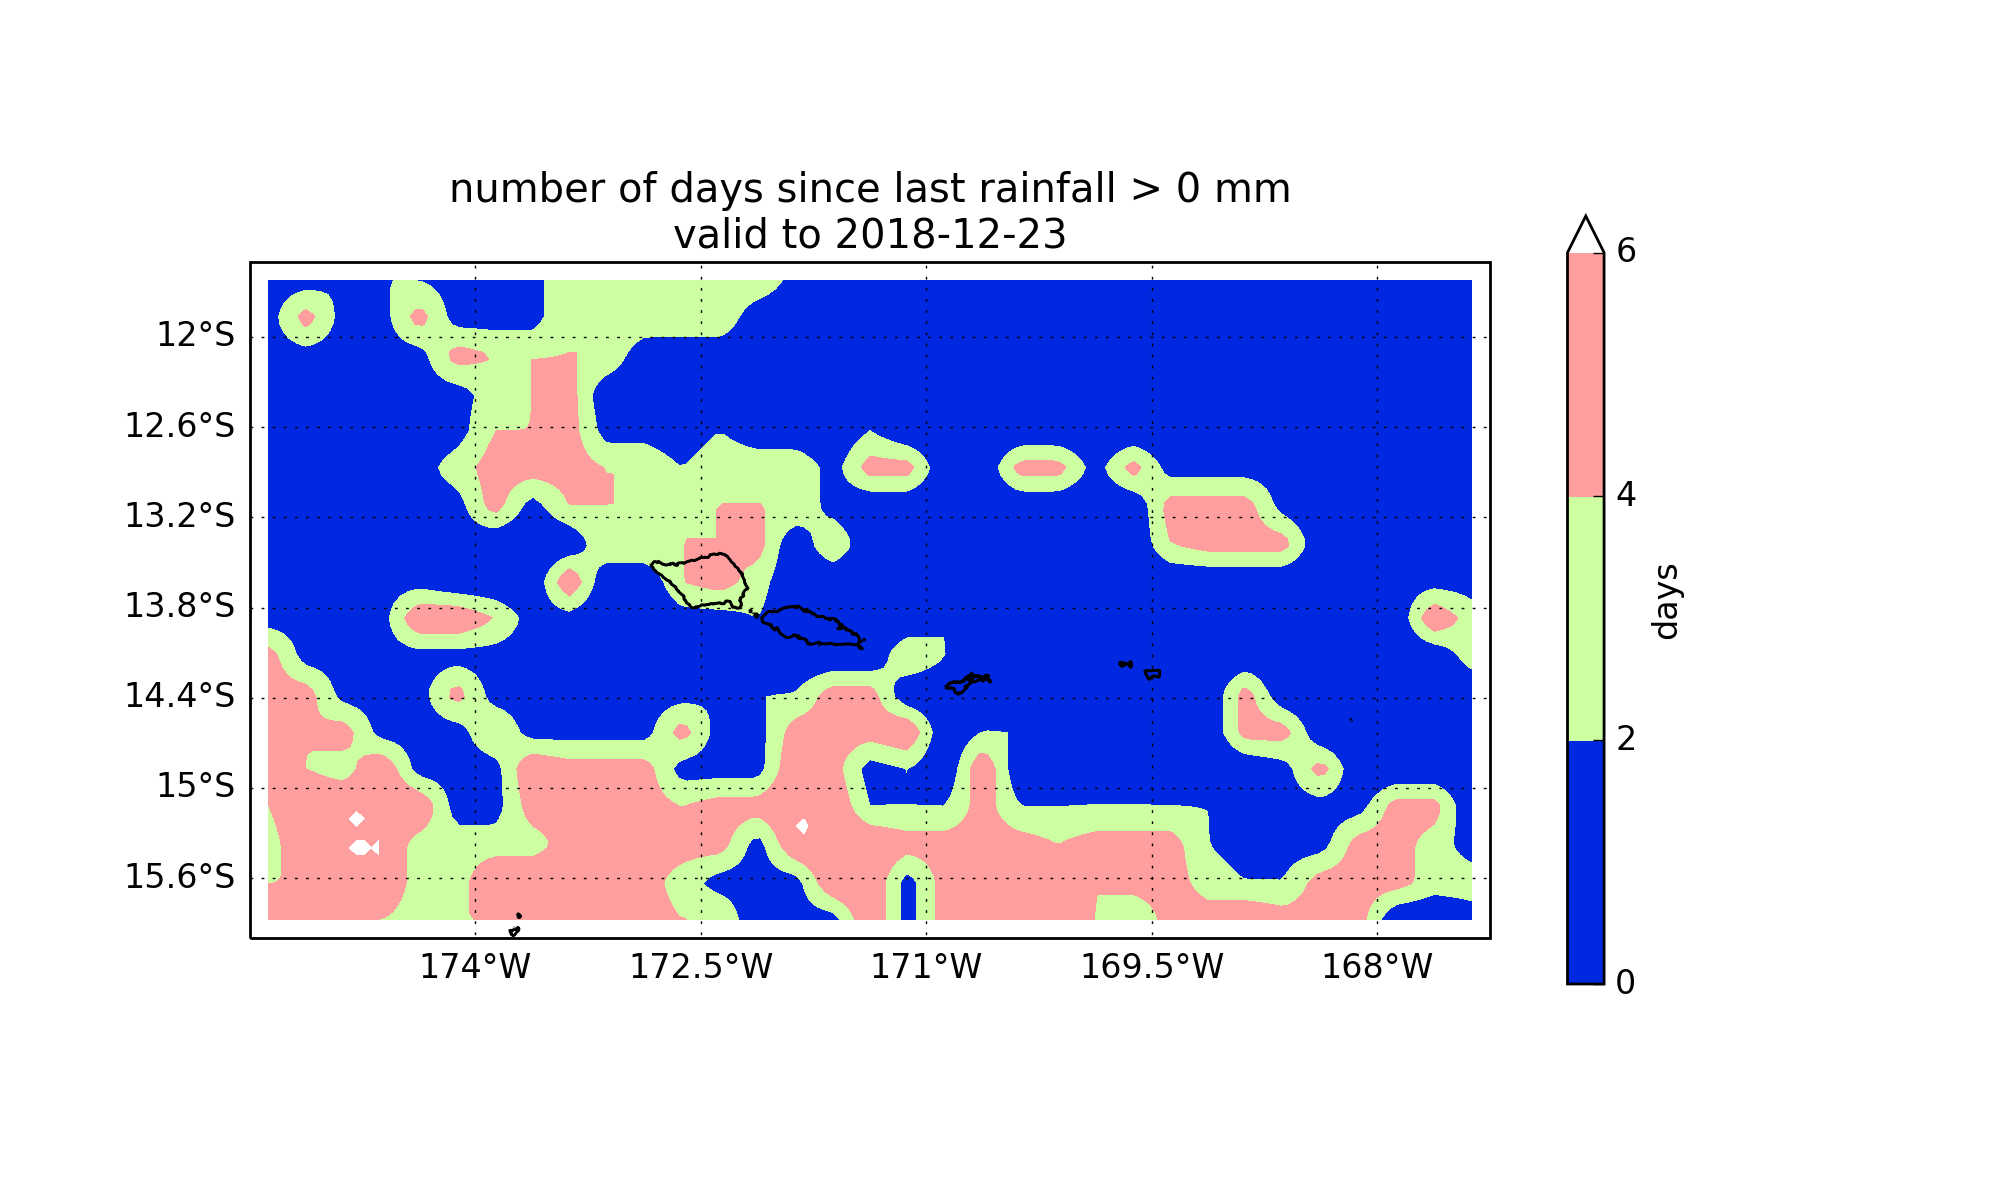 number of days since last rainfall > 0 mm
valid to 2018-12-23
12°S
12.6°S
13.2°S
13.8°S
14.4°S
15°S
15.6°S
174°W 172.5°W 171°W 169.5°W 168°W
6
4
2
0
days